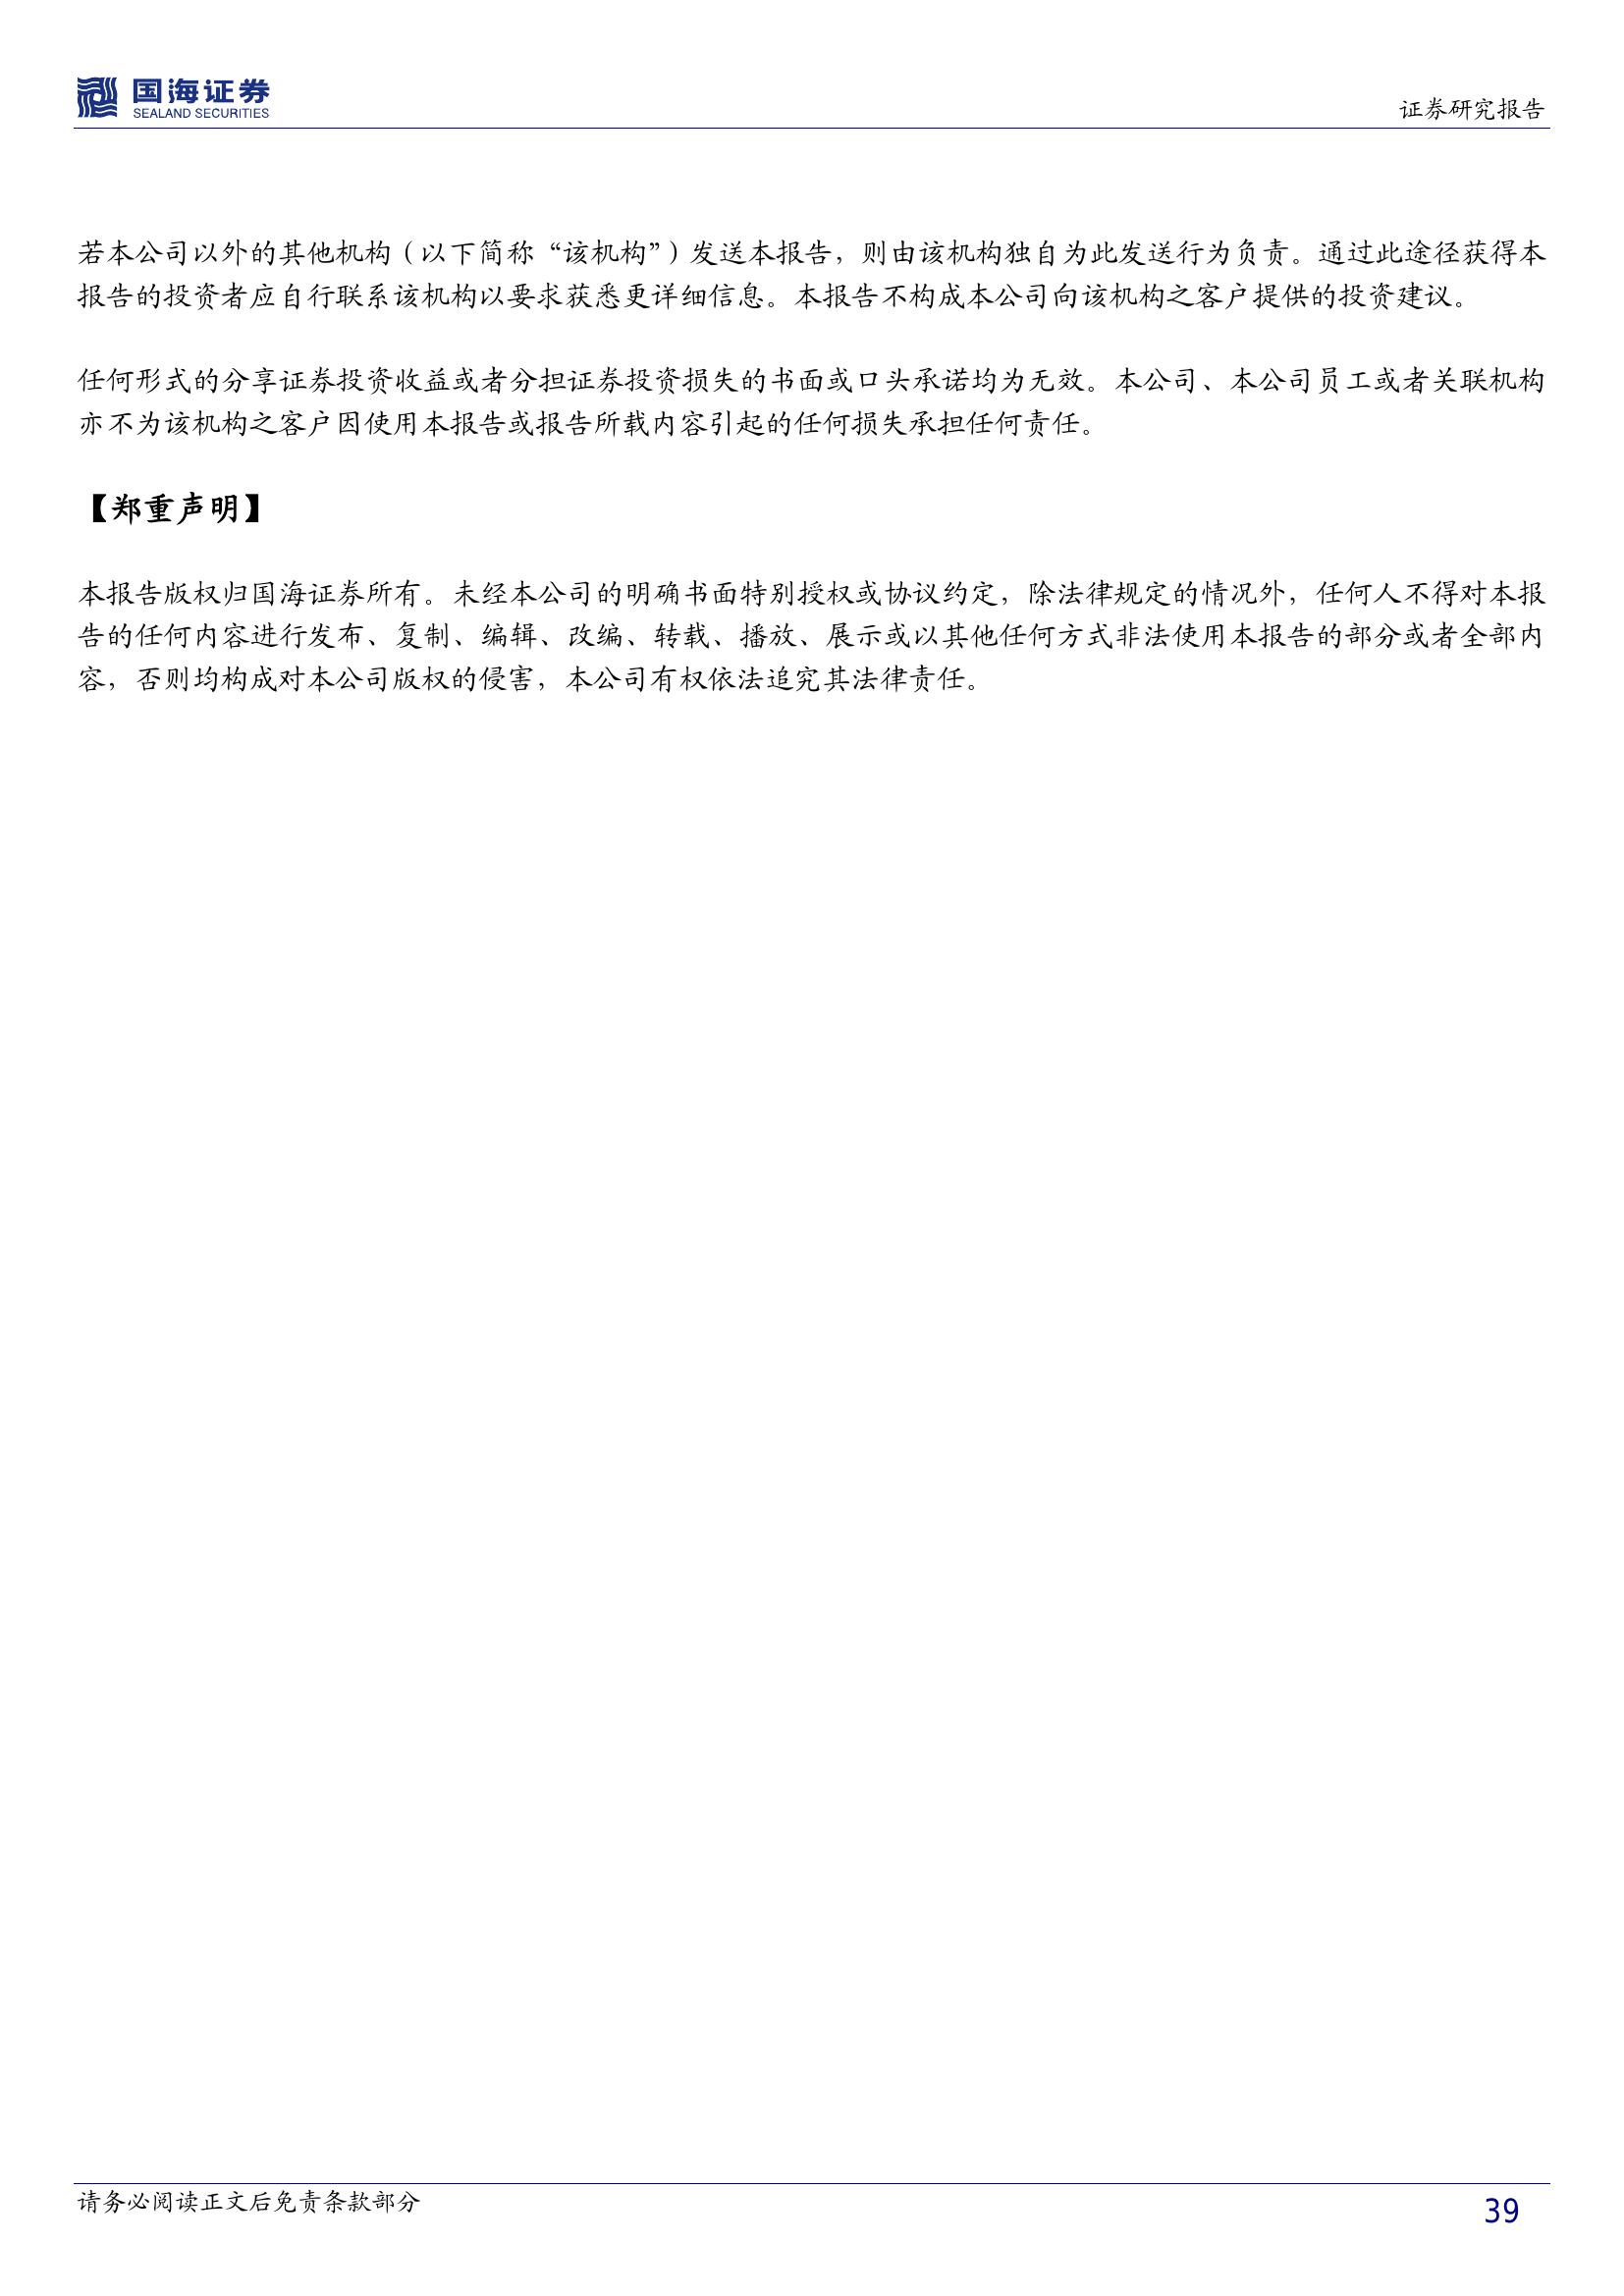 国海证券
SEALAND SECURITIES
证券研究报告
若本公司以外的其他机构（以下简称“该机构”）发送本报告，则由该机构独自为此发送行为负责。通过此途径获得本
报告的投资者应自行联系该机构以要求获悉更详细信息。本报告不构成本公司向该机构之客户提供的投资建议。
任何形式的分享证券投资收益或者分担证券投资损失的书面或口头承诺均为无效。本公司、本公司员工或者关联机构
亦不为该机构之客户因使用本报告或报告所载内容引起的任何损失承担任何责任。
【郑重声明】
本报告版权归国海证券所有。未经本公司的明确书面特别授权或协议约定，除法律规定的情况外，任何人不得对本报
告的任何内容进行发布、复制、编辑、改编、转载、播放、展示或以其他任何方式非法使用本报告的部分或者全部内
容，否则均构成对本公司版权的侵害，本公司有权依法追究其法律责任。
请务必阅读正文后免责条款部分
39